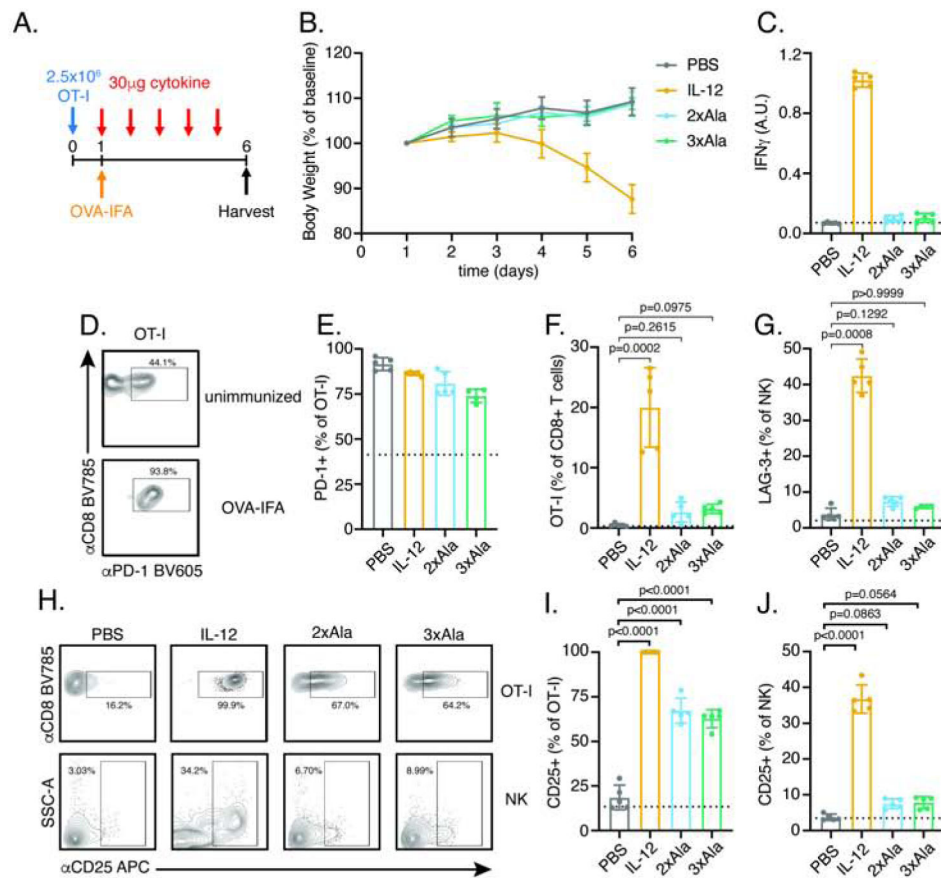 A.
2.5x10⁶
OT-I
30µg cytokine
0
1
6
OVA-IFA
Harvest
B.
Body Weight (% of baseline)
120
110
100
90
80
0
1
2
3
4
5
6
time (days)
PBS
IL-12
2xAla
3xAla
C.
IFNγ (A.U.)
1.2
0.8
0.4
0.0
PBS
IL-12
2xAla
3xAla
D.
OT-I
44.1%
unimmunized
93.8%
OVA-IFA
αCD8 BV785
αPD-1 BV605
E.
PD-1+ (% of OT-I)
100
75
50
25
0
PBS
IL-12
2xAla
3xAla
F.
p=0.0975
p=0.2615
p=0.0002
OT-I (% of CD8+ T cells)
30
20
10
0
PBS
IL-12
2xAla
3xAla
G.
p>0.9999
p=0.1292
p=0.0008
LAG-3+ (% of NK)
50
40
30
20
10
0
PBS
IL-12
2xAla
3xAla
H.
PBS
IL-12
2xAla
3xAla
αCD8 BV785
16.2%
99.9%
67.0%
64.2%
OT-I
SSC-A
3.03%
34.2%
6.70%
8.99%
NK
αCD25 APC
I.
p<0.0001
p<0.0001
p<0.0001
CD25+ (% of OT-I)
100
75
50
25
0
PBS
IL-12
2xAla
3xAla
J.
p=0.0564
p=0.0863
p<0.0001
CD25+ (% of NK)
50
40
30
20
10
0
PBS
IL-12
2xAla
3xAla